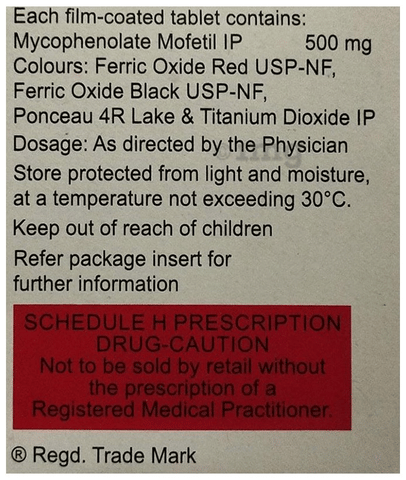 Each film-coated tablet contains:
Mycophenolate Mofetil IP 500 mg
Colours: Ferric Oxide Red USP-NF,
Ferric Oxide Black USP-NF,
Ponceau 4R Lake & Titanium Dioxide IP
Dosage: As directed by the Physician
Store protected from light and moisture,
at a temperature not exceeding 30°C.
Keep out of reach of children
Refer package insert for
further information
SCHEDULE H PRESCRIPTION
DRUG-CAUTION
Not to be sold by retail without
the prescription of a
Registered Medical Practitioner.
® Regd. Trade Mark